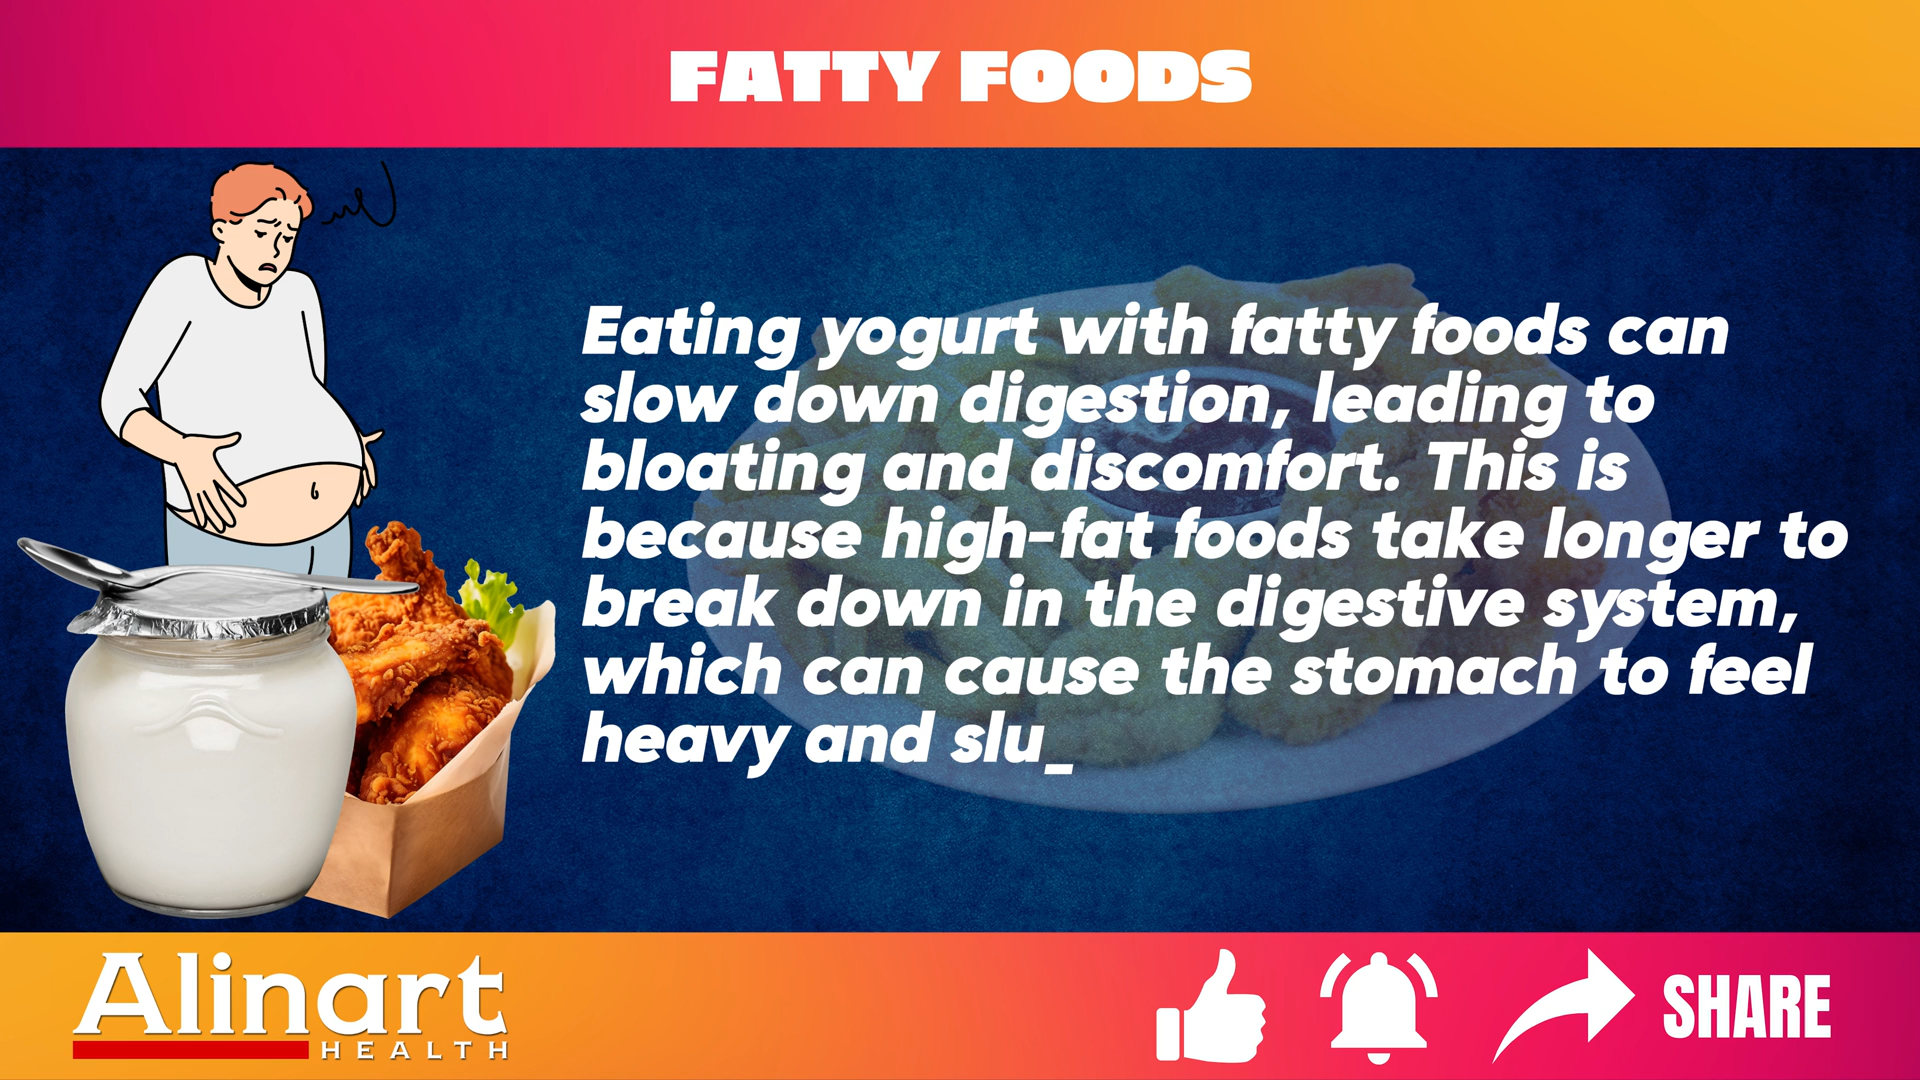 FATTY FOODS
Eating yogurt with fatty foods can
slow down digestion, leading to
bloating and discomfort. This is
because high-fat foods take longer to
break down in the digestive system,
which can cause the stomach to feel
heavy and slu_
Alinart
HEALTH
SHARE